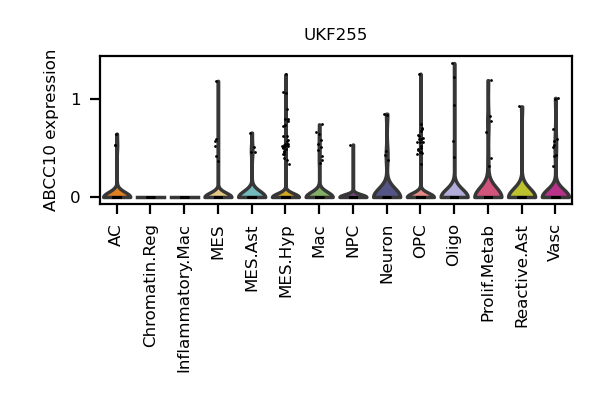 UKF255
ABCC10 expression
1
0
AC
Chromatin.Reg
Inflammatory.Mac
MES
MES.Ast
MES.Hyp
Mac
NPC
Neuron
OPC
Oligo
Prolif.Metab
Reactive.Ast
Vasc